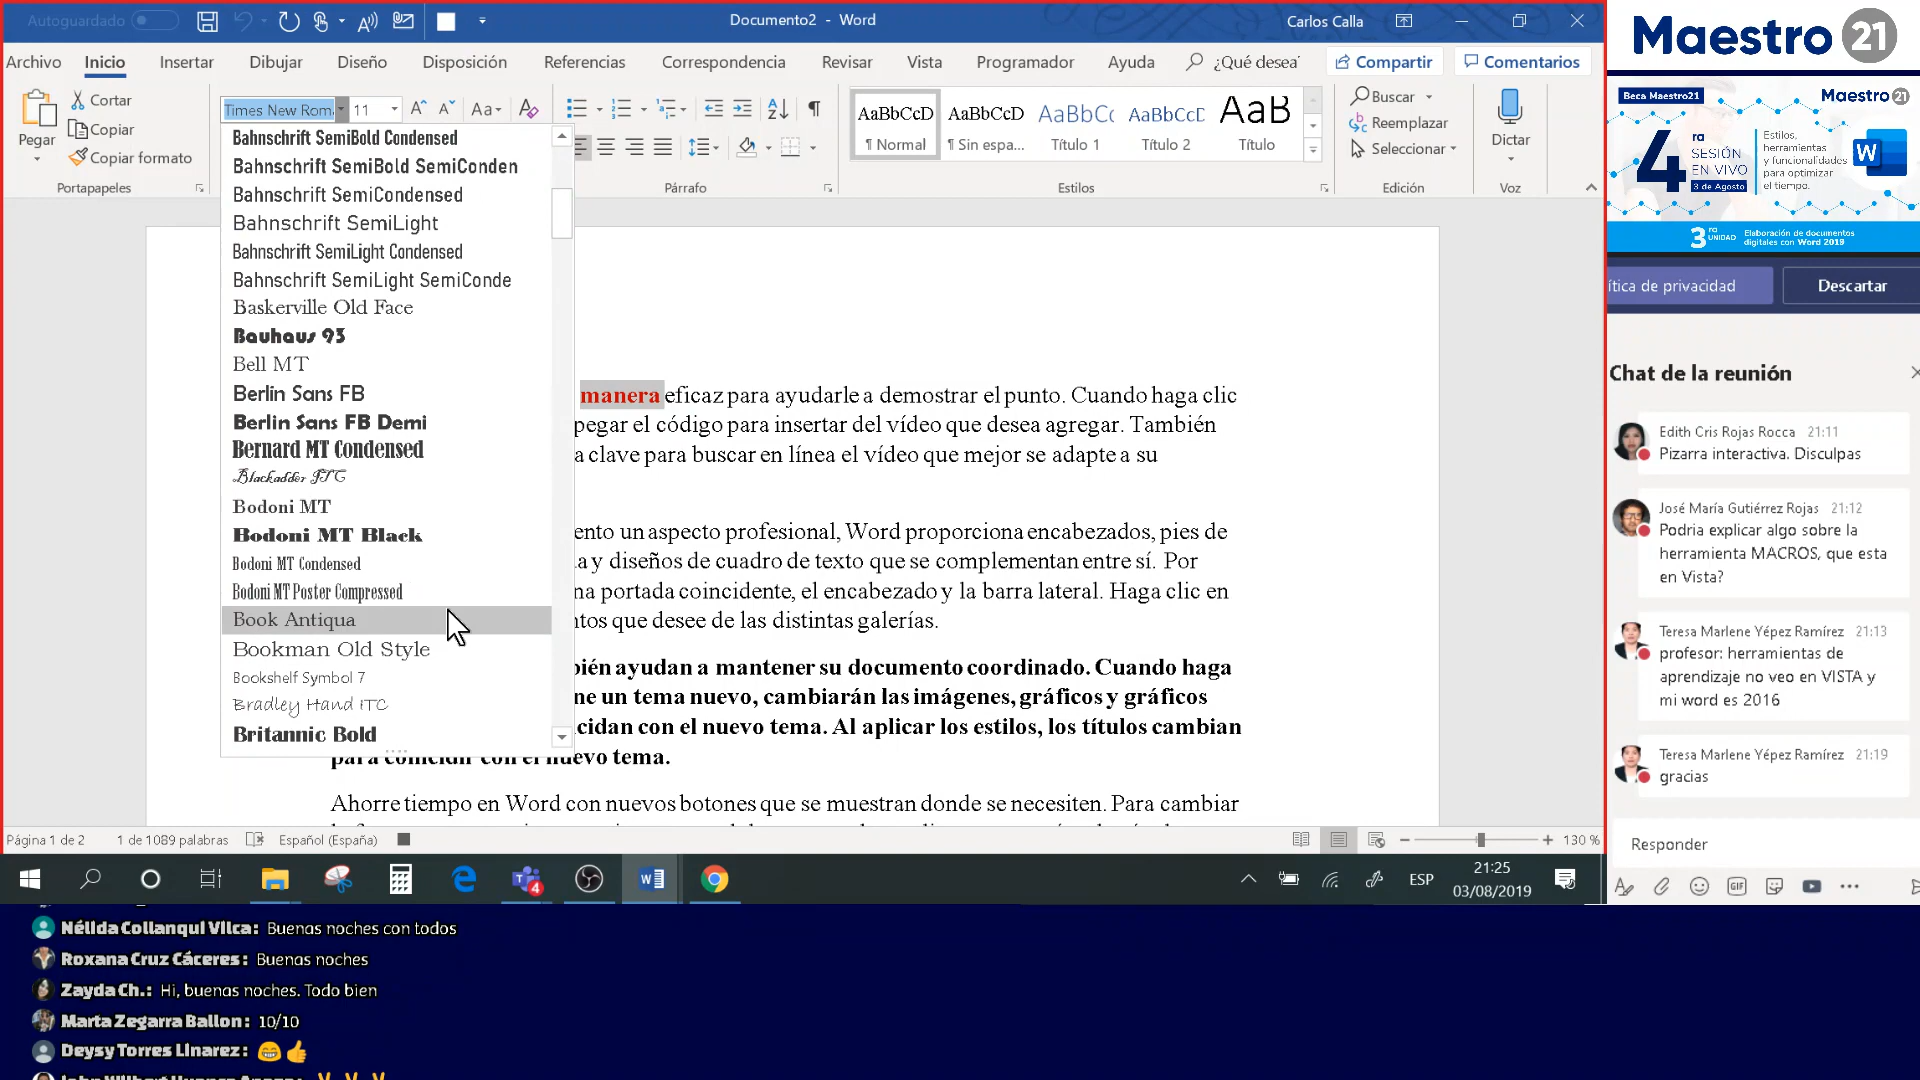 Autoguardado
Documento2 - Word
Carlos Calla
Archivo Inicio Insertar Dibujar Diseño Disposición Referencias Correspondencia Revisar Vista Programador Ayuda ¿Qué desea'
Compartir Comentarios
Pegar
Cortar
Copiar
Copiar formato
Portapapeles
Times New Roma
11
Aa
Párrafo
AaBbCcD
¶ Normal
AaBbCcD
¶ Sin espa...
AaBbCc
Título 1
AaBbCcD
Título 2
AaB
Título
Estilos
Buscar
Reemplazar
Seleccionar
Edición
Dictar
Voz
Bahnschrift SemiBold Condensed
Bahnschrift SemiBold SemiConden
Bahnschrift SemiCondensed
Bahnschrift SemiLight
Bahnschrift SemiLight Condensed
Bahnschrift SemiLight SemiConde
Baskerville Old Face
Bauhaus 93
Bell MT
Berlin Sans FB
Berlin Sans FB Demi
Bernard MT Condensed
Blackadder ITC
Bodoni MT
Bodoni MT Black
Bodoni MT Condensed
Bodoni MT Poster Compressed
Book Antiqua
Bookman Old Style
Bookshelf Symbol 7
Bradley Hand ITC
Britannic Bold
manera eficaz para ayudarle a demostrar el punto. Cuando haga clic
pegar el código para insertar del vídeo que desea agregar. También
a clave para buscar en línea el vídeo que mejor se adapte a su
ento un aspecto profesional, Word proporciona encabezados, pies de
a y diseños de cuadro de texto que se complementan entre sí. Por
na portada coincidente, el encabezado y la barra lateral. Haga clic en
ntos que desee de las distintas galerías.
bién ayudan a mantener su documento coordinado. Cuando haga
ne un tema nuevo, cambiarán las imágenes, gráficos y gráficos
cidan con el nuevo tema. Al aplicar los estilos, los títulos cambian
para coincidir con el nuevo tema.
Ahorre tiempo en Word con nuevos botones que se muestran donde se necesiten. Para cambiar
Página 1 de 2 1 de 1089 palabras Español (España)
130 %
4
ESP
21:25
03/08/2019
Maestro 21
Beca Maestro21
Maestro 21
4 ra
SESIÓN
EN VIVO
3 de Agosto
Estilos,
herramientas
y funcionalidades
para optimizar
el tiempo.
W
3 ra
UNIDAD
Elaboración de documentos
digitales con Word 2019
ítica de privacidad
Descartar
Chat de la reunión
Edith Cris Rojas Rocca 21:11
Pizarra interactiva. Disculpas
José María Gutiérrez Rojas 21:12
Podria explicar algo sobre la
herramienta MACROS, que esta
en Vista?
Teresa Marlene Yépez Ramírez 21:13
profesor: herramientas de
aprendizaje no veo en VISTA y
mi word es 2016
Teresa Marlene Yépez Ramírez 21:19
gracias
Responder
GIF
Nélida Collanqui Vilca: Buenas noches con todos
Roxana Cruz Cáceres: Buenas noches
Zayda Ch.: Hi, buenas noches. Todo bien
Marta Zegarra Ballon: 10/10
Deysy Torres Linarez: 😁👍